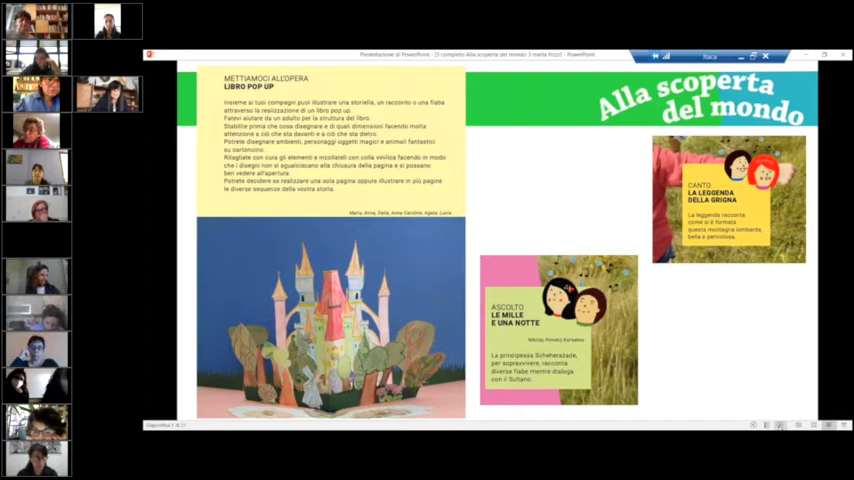 Presentazione di PowerPoint - [5 completo Alla scoperta del mondo 3 marta frizzi] - PowerPoint
METTIAMOCI ALL'OPERA
LIBRO POP UP
Insieme ai tuoi compagni puoi illustrare una storiella, un racconto o una fiaba
attraverso la realizzazione di un libro pop up.
Fatevi aiutare da un adulto per la struttura del libro.
Stabilite prima che cosa disegnare e di quali dimensioni facendo molta
attenzione a ciò che sta davanti e a ciò che sta dietro.
Potrete disegnare ambienti, personaggi oggetti magici e animali fantastici
su cartoncino.
Ritagliate con cura gli elementi e incollateli con colla vinilica facendo in modo
che i disegni non si sgualciscano alla chiusura della pagina e si possano
ben vedere all'apertura.
Potrete decidere se realizzare una sola pagina oppure illustrare in più pagine
le diverse sequenze della vostra storia.
Maria, Anna, Delia, Anna Carolina, Agata, Lucia
Alla scoperta
del mondo
CANTO
LA LEGGENDA
DELLA GRIGNA
La leggenda racconta
come si è formata
questa montagna lombarda,
bella e pericolosa.
ASCOLTO
LE MILLE
E UNA NOTTE
Nikolaj Rimskij-Korsakov
La principessa Scheherazade,
per sopravvivere, racconta
diverse fiabe mentre dialoga
con il Sultano.